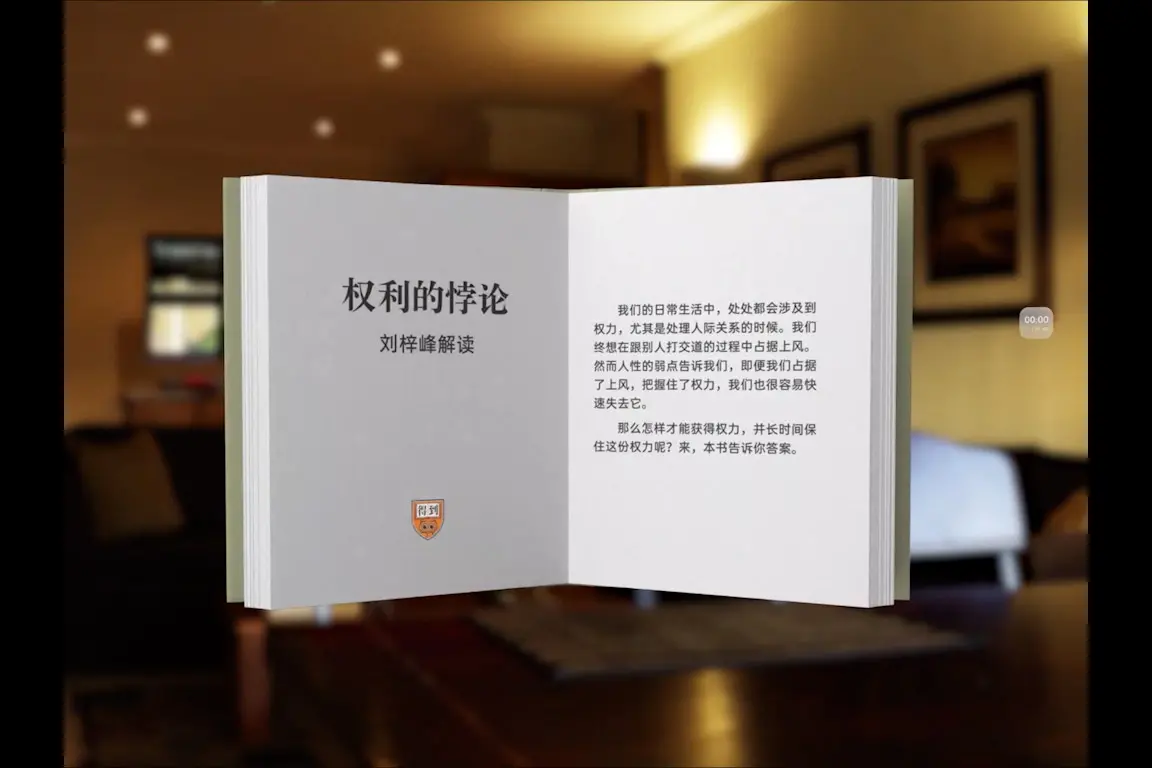 权利的悖论
刘梓峰解读
得到
我们的日常生活中，处处都会涉及到
权力，尤其是处理人际关系的时候。我们
终想在跟别人打交道的过程中占据上风。
然而人性的弱点告诉我们，即便我们占据
了上风，把握住了权力，我们也很容易快
速失去它。
那么怎样才能获得权力，并长时间保
住这份权力呢？来，本书告诉你答案。
00:00